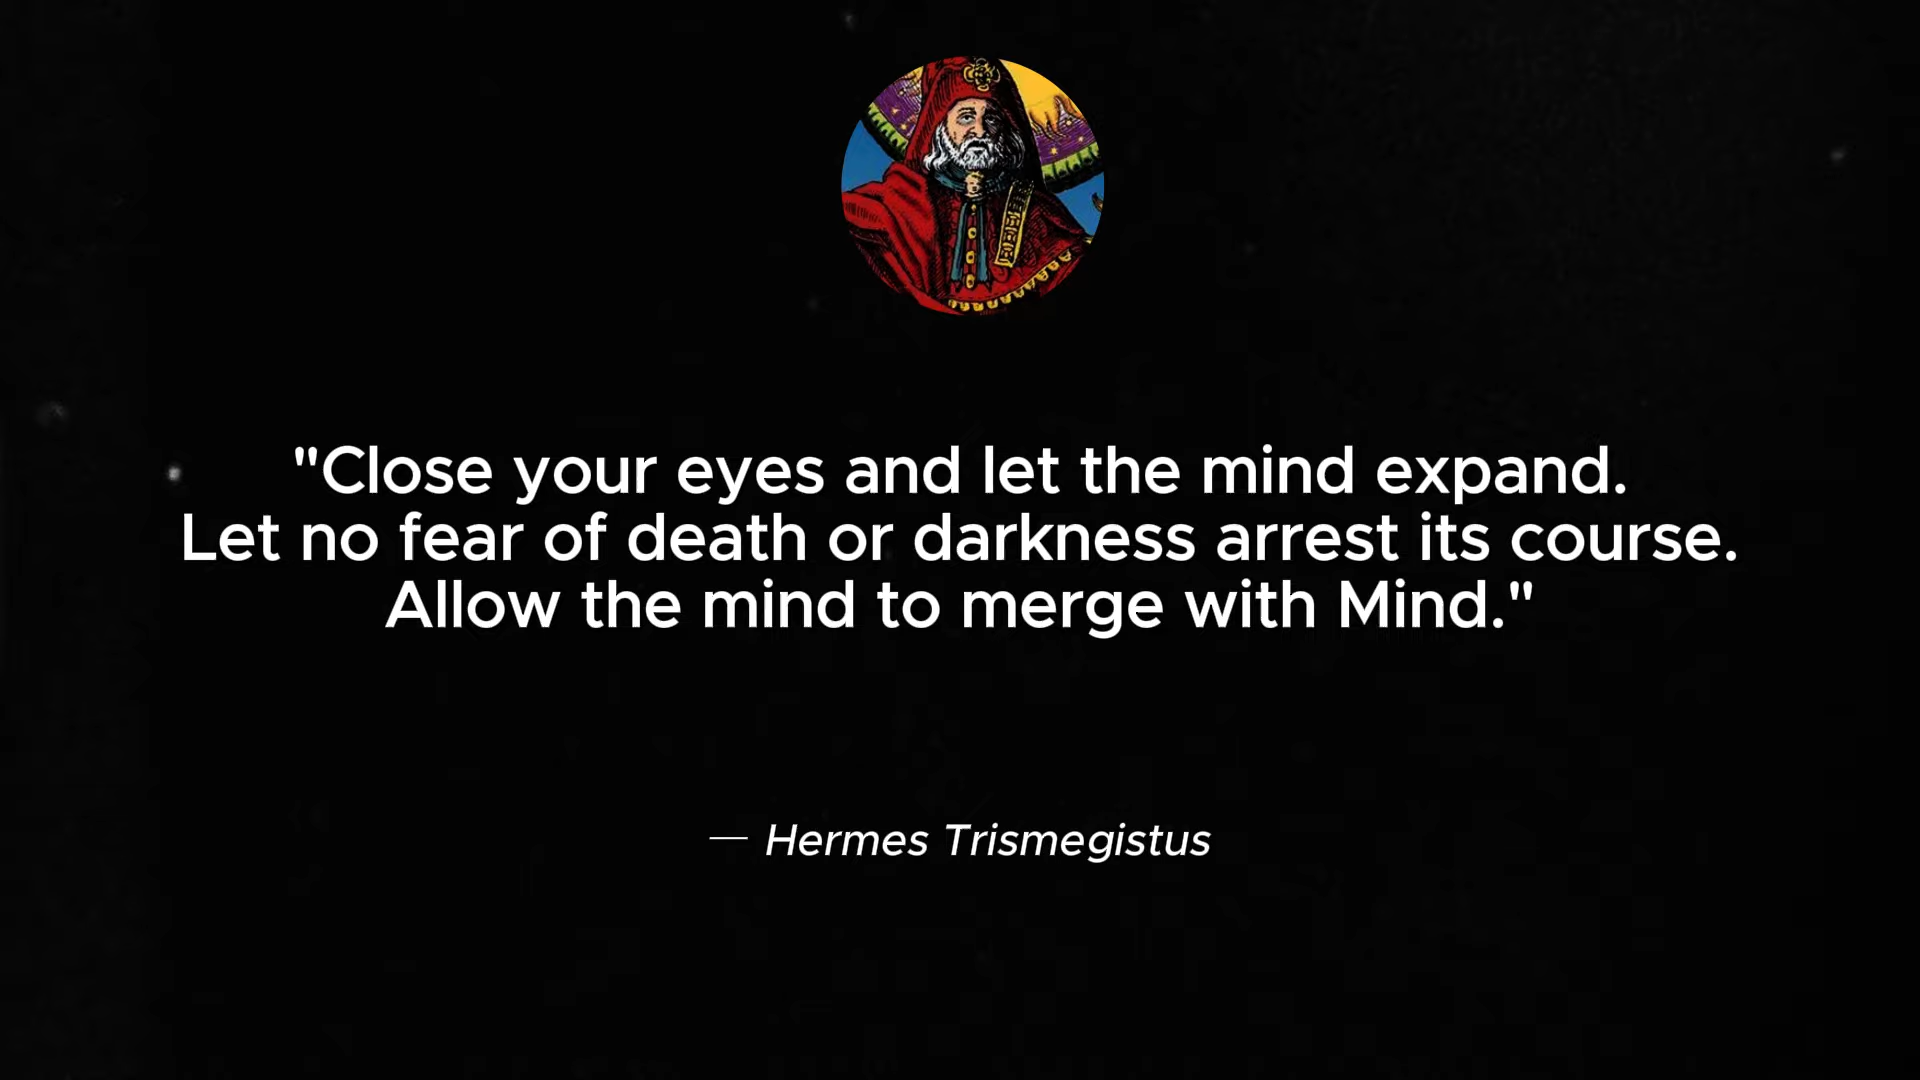 "Close your eyes and let the mind expand.
Let no fear of death or darkness arrest its course.
Allow the mind to merge with Mind."
— Hermes Trismegistus